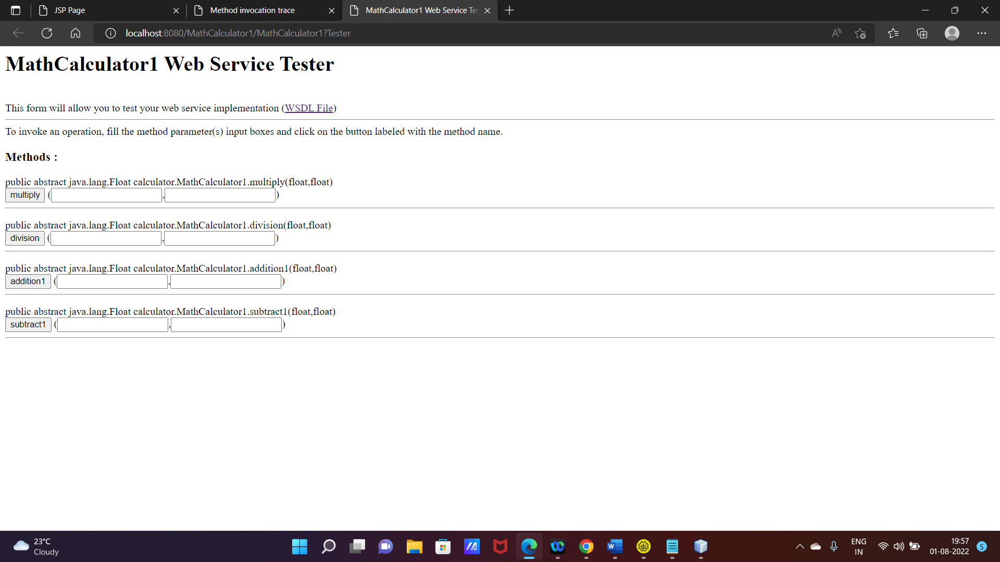 JSP Page
Method invocation trace
MathCalculator1 Web Service Tes
localhost:8080/MathCalculator1/MathCalculator1?Tester
MathCalculator1 Web Service Tester
This form will allow you to test your web service implementation (WSDL File)
To invoke an operation, fill the method parameter(s) input boxes and click on the button labeled with the method name.
Methods :
public abstract java.lang.Float calculator.MathCalculator1.multiply(float,float)
multiply ( , )
public abstract java.lang.Float calculator.MathCalculator1.division(float,float)
division ( , )
public abstract java.lang.Float calculator.MathCalculator1.addition1(float,float)
addition1 ( , )
public abstract java.lang.Float calculator.MathCalculator1.subtract1(float,float)
subtract1 ( , )
23°C
Cloudy
ENG
IN
19:57
01-08-2022
5